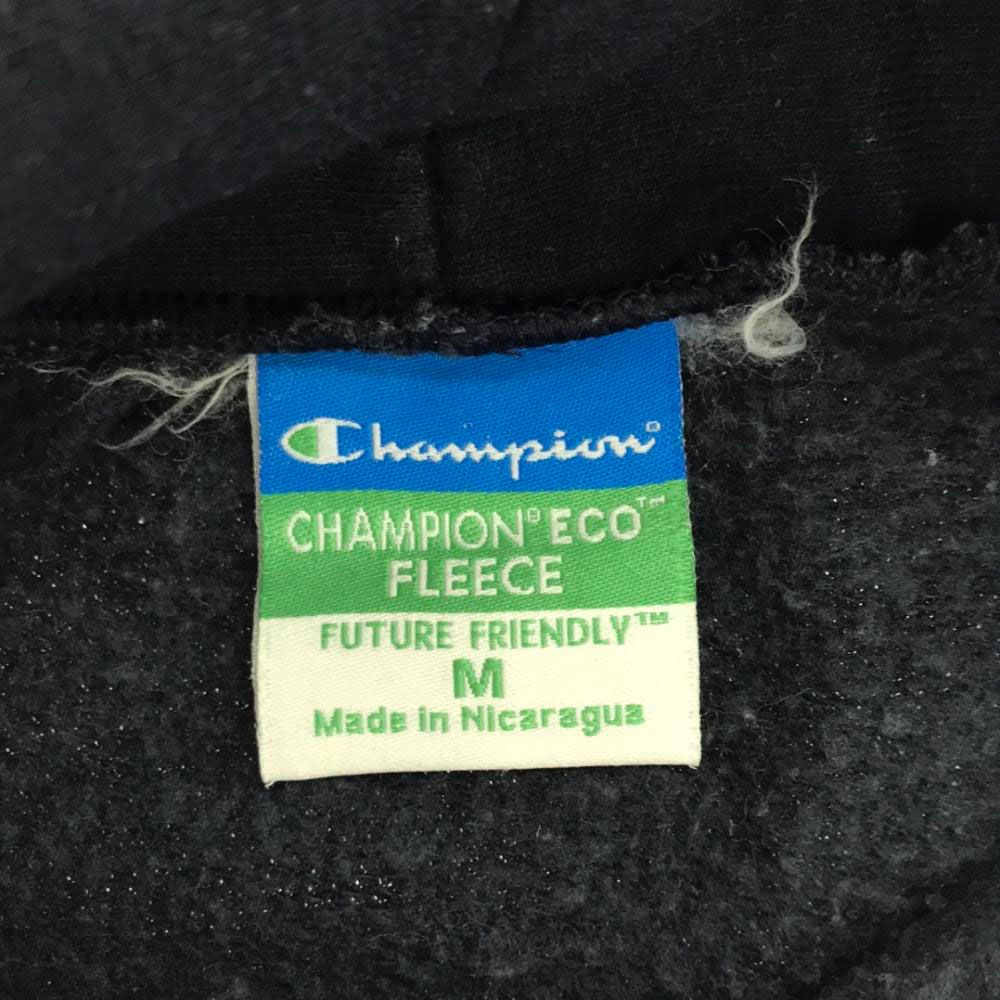 Champion®
CHAMPION® ECO™
FLEECE
FUTURE FRIENDLY™
M
Made in Nicaragua